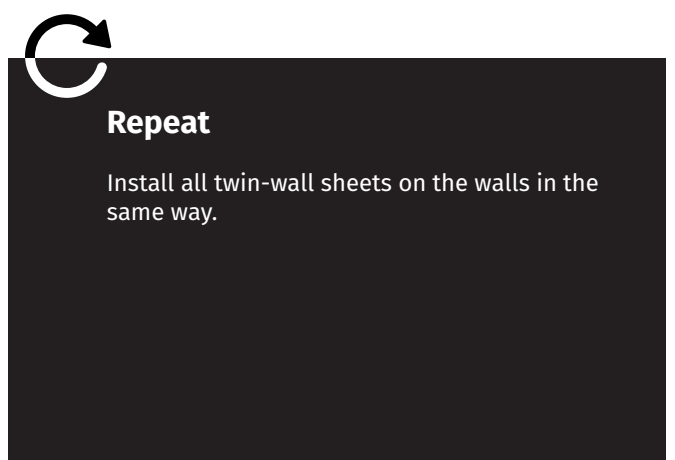 Repeat
Install all twin-wall sheets on the walls in the
same way.